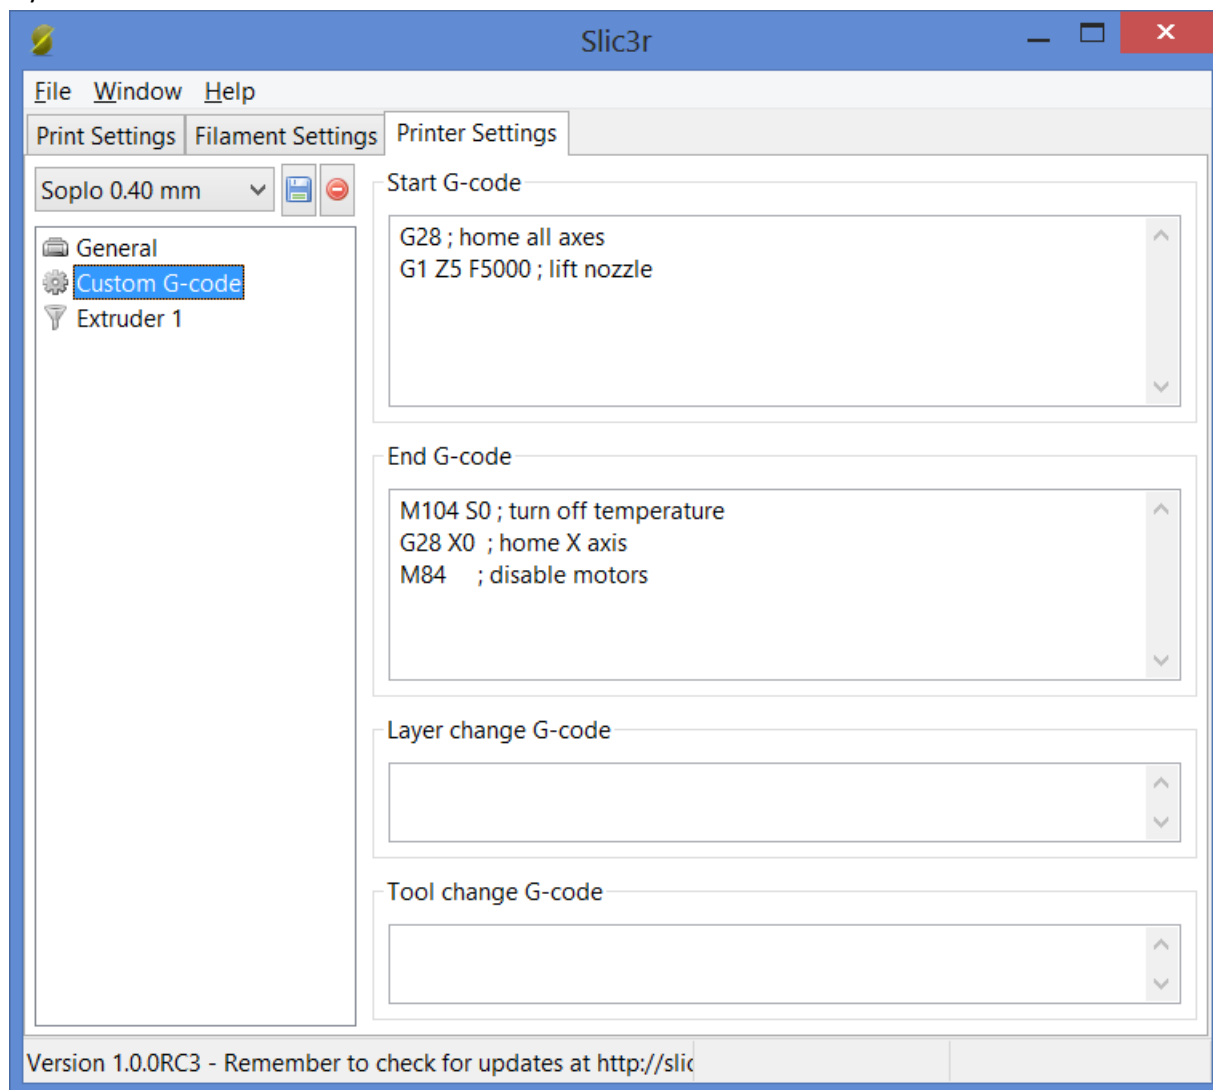 Slic3r
File Window Help
Print Settings Filament Settings Printer Settings
Soplo 0.40 mm
General
Custom G-code
Extruder 1
Start G-code
G28 ; home all axes
G1 Z5 F5000 ; lift nozzle
End G-code
M104 S0 ; turn off temperature
G28 X0  ; home X axis
M84     ; disable motors
Layer change G-code
Tool change G-code
Version 1.0.0RC3 - Remember to check for updates at http://slic